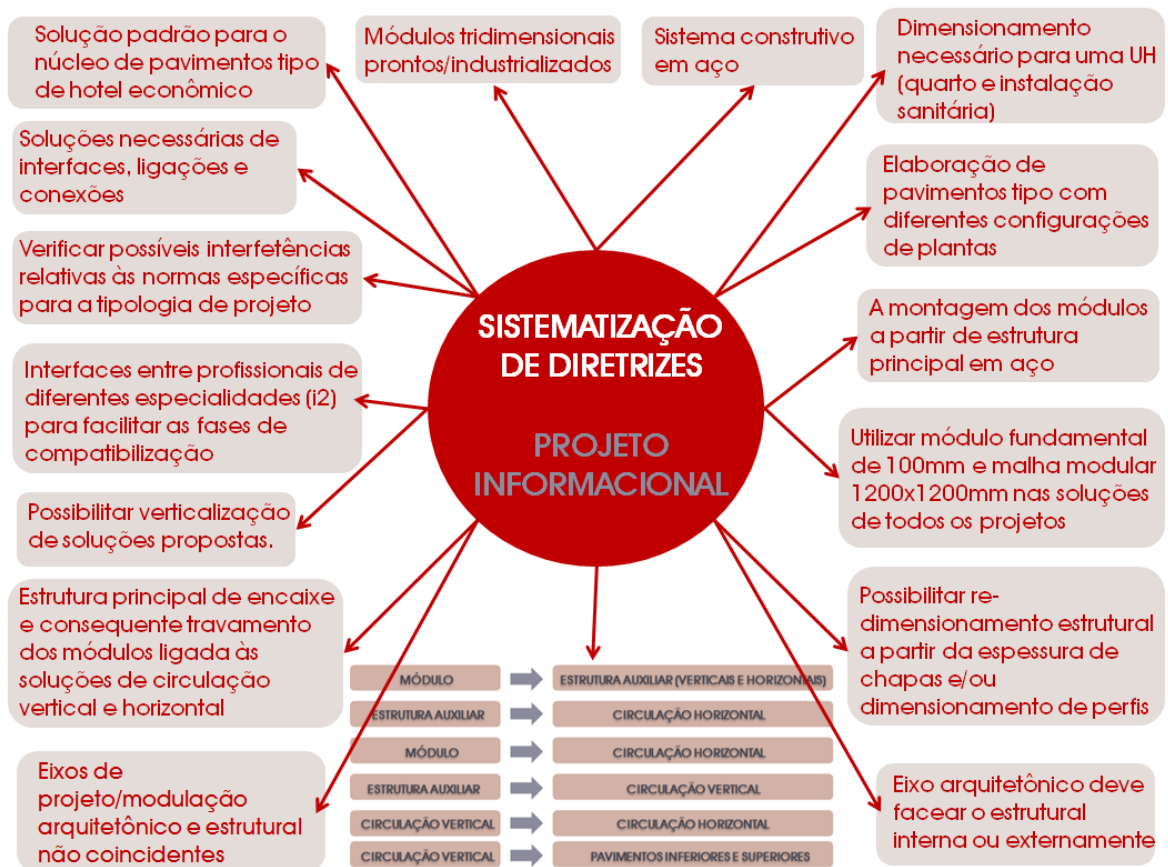 Solução padrão para o
núcleo de pavimentos tipo
de hotel econômico
Módulos tridimensionais
prontos/industrializados
Sistema construtivo
em aço
Dimensionamento
necessário para uma UH
(quarto e instalação
sanitária)
Soluções necessárias de
interfaces, ligações e
conexões
Elaboração de
pavimentos tipo com
diferentes configurações
de plantas
Verificar possíveis interfetências
relativas às normas específicas
para a tipologia de projeto
A montagem dos módulos
a partir de estrutura
principal em aço
SISTEMATIZAÇÃO
DE DIRETRIZES
PROJETO
INFORMACIONAL
Interfaces entre profissionais de
diferentes especialidades (i2)
para facilitar as fases de
compatibilização
Utilizar módulo fundamental
de 100mm e malha modular
1200x1200mm nas soluções
de todos os projetos
Possibilitar verticalização
de soluções propostas.
Estrutura principal de encaixe
e consequente travamento
dos módulos ligada às
soluções de circulação
vertical e horizontal
Possibilitar re-
dimensionamento estrutural
a partir da espessura de
chapas e/ou
dimensionamento de perfis
MÓDULO ESTRUTURA AUXILIAR (VERTICAIS E HORIZONTAIS)
ESTRUTURA AUXILIAR CIRCULAÇÃO HORIZONTAL
MÓDULO CIRCULAÇÃO HORIZONTAL
ESTRUTURA AUXILIAR CIRCULAÇÃO VERTICAL
CIRCULAÇÃO VERTICAL CIRCULAÇÃO HORIZONTAL
CIRCULAÇÃO VERTICAL PAVIMENTOS INFERIORES E SUPERIORES
Eixos de
projeto/modulação
arquitetônico e estrutural
não coincidentes
Eixo arquitetônico deve
facear o estrutural
interna ou externamente